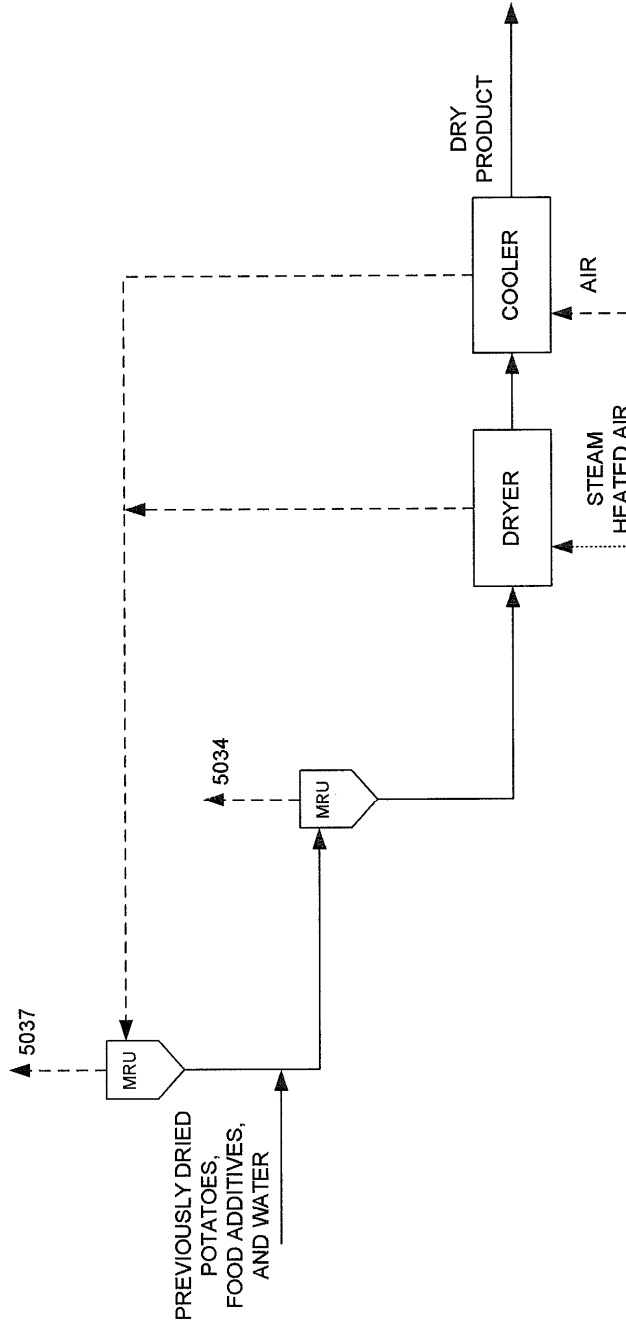 5037
MRU
PREVIOUSLY DRIED
POTATOES,
FOOD ADDITIVES,
AND WATER
5034
MRU
DRYER
STEAM
HEATED AIR
COOLER
AIR
DRY
PRODUCT